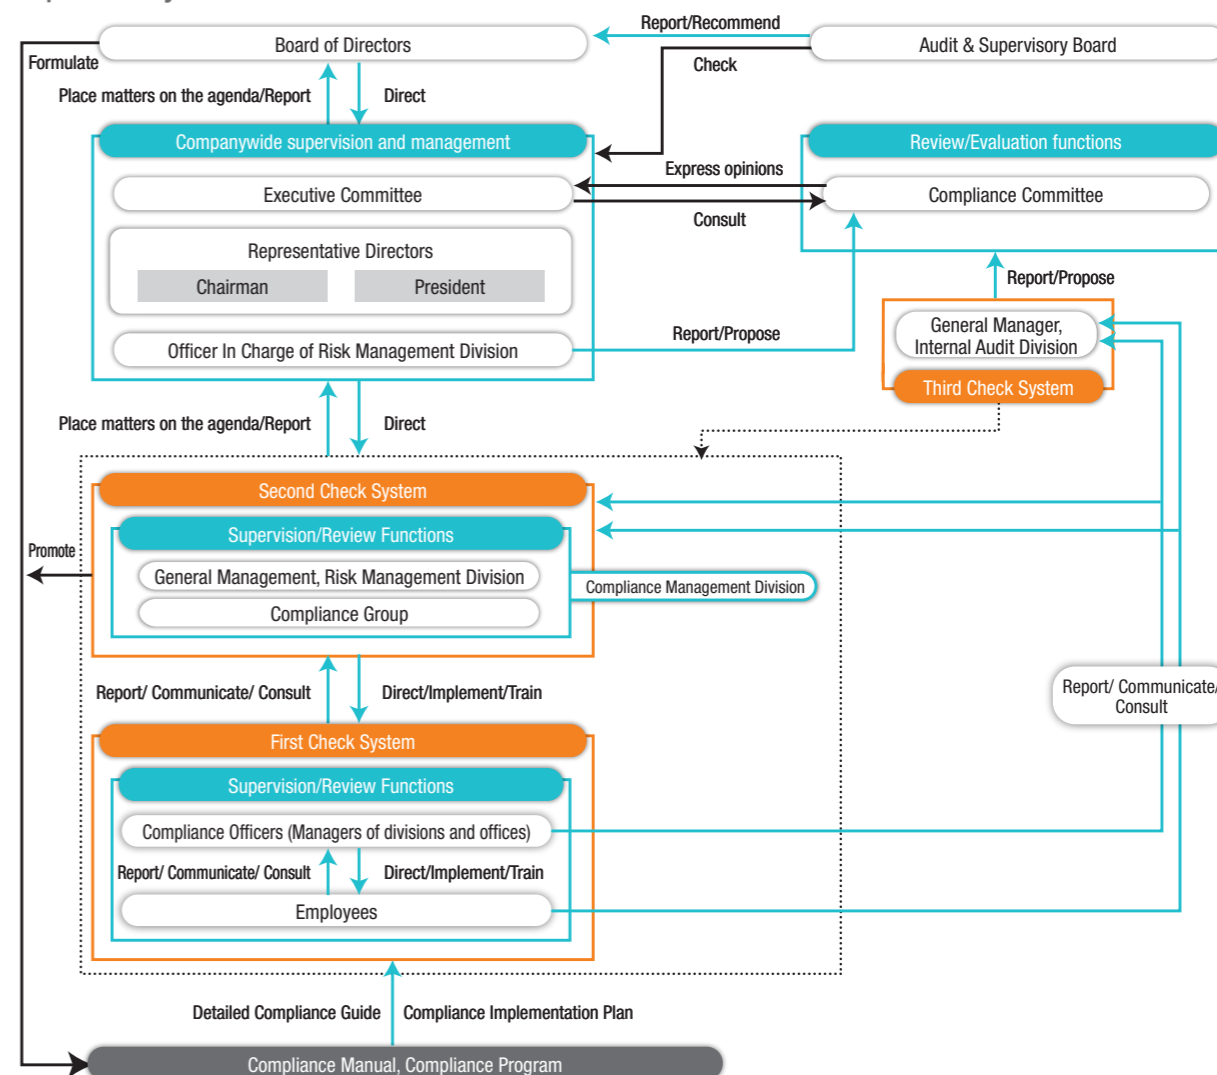 Report/Recommend
Board of Directors
Audit & Supervisory Board
Formulate
Check
Place matters on the agenda/Report
Direct
Companywide supervision and management
Review/Evaluation functions
Express opinions
Executive Committee
Compliance Committee
Consult
Representative Directors
Chairman
President
Report/Propose
General Manager,
Internal Audit Division
Report/Propose
Officer In Charge of Risk Management Division
Third Check System
Place matters on the agenda/Report
Direct
Second Check System
Supervision/Review Functions
Promote
General Management, Risk Management Division
Compliance Management Division
Compliance Group
Report/ Communicate/ Consult
Direct/Implement/Train
Report/ Communicate/
Consult
First Check System
Supervision/Review Functions
Compliance Officers (Managers of divisions and offices)
Report/ Communicate/ Consult
Direct/Implement/Train
Employees
Detailed Compliance Guide
Compliance Implementation Plan
Compliance Manual, Compliance Program